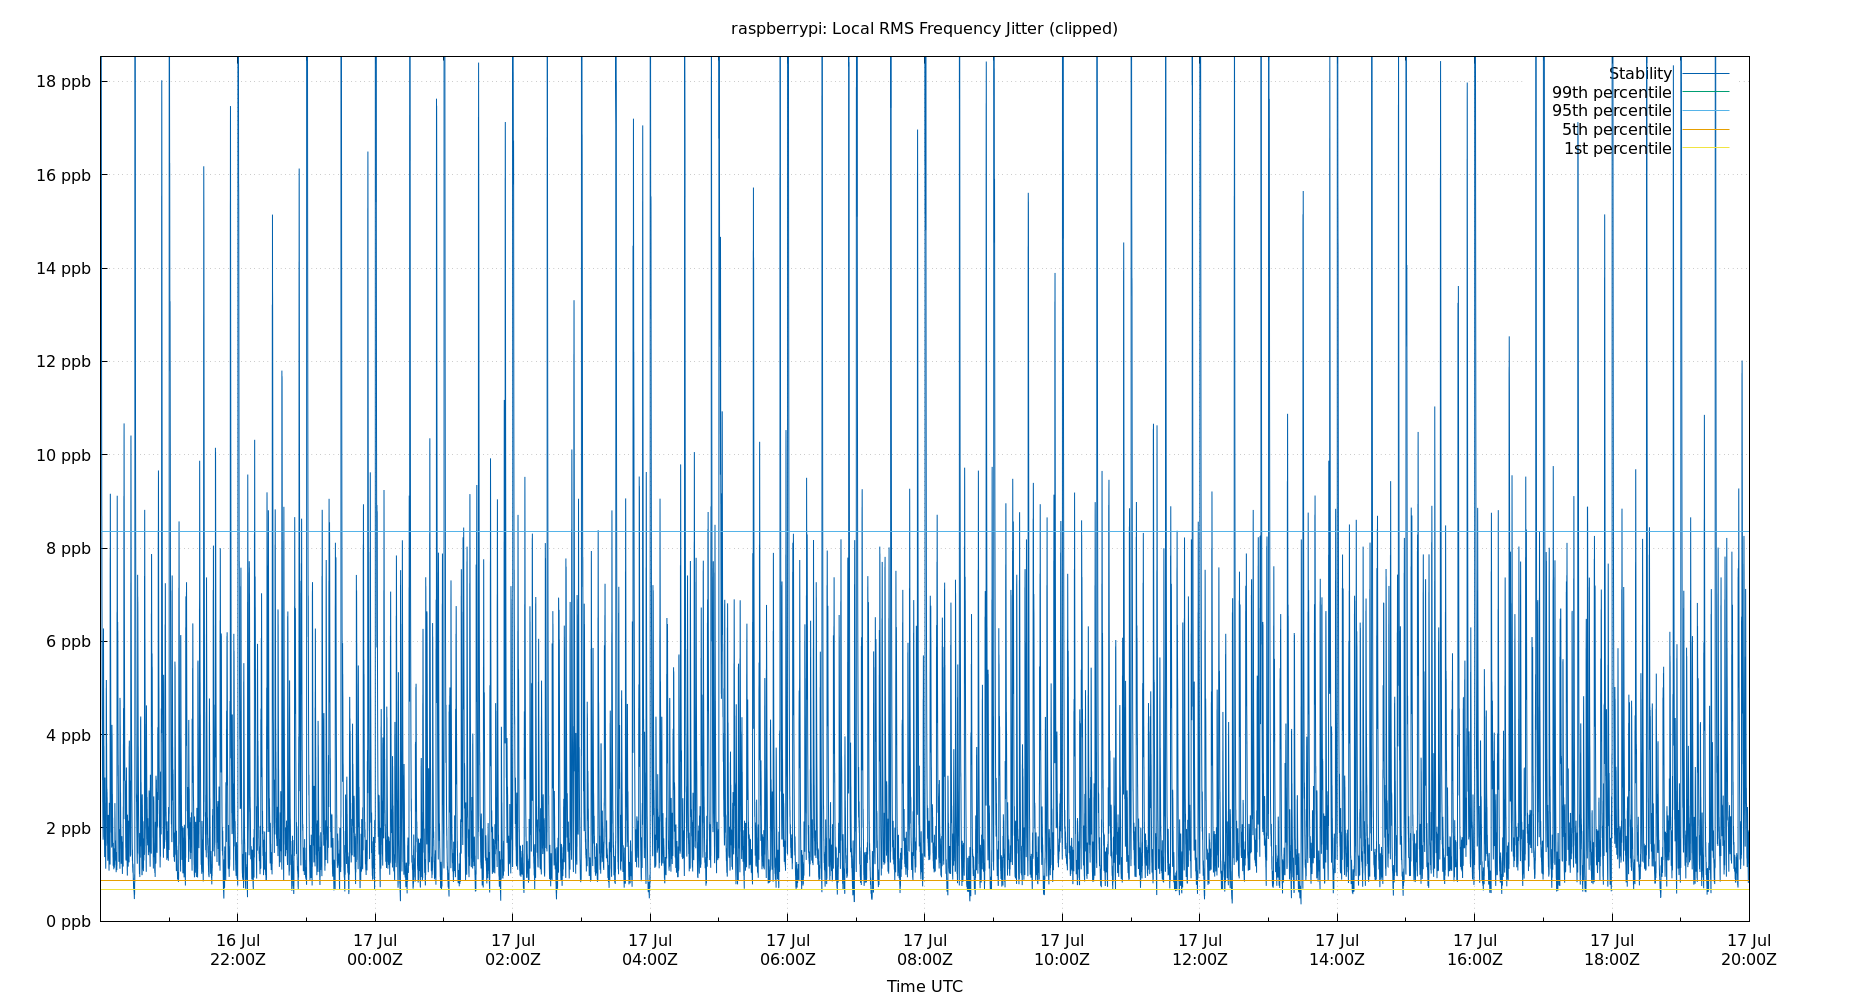 raspberrypi: Local RMS Frequency Jitter (clipped)
18 ppb
16 ppb
14 ppb
12 ppb
10 ppb
8 ppb
6 ppb
4 ppb
2 ppb
0 ppb
Stability
99th percentile
95th percentile
5th percentile
1st percentile
16 Jul 17 Jul 17 Jul 17 Jul 17 Jul 17 Jul 17 Jul 17 Jul 17 Jul 17 Jul 17 Jul 17 Jul
22:00Z 00:00Z 02:00Z 04:00Z 06:00Z 08:00Z 10:00Z 12:00Z 14:00Z 16:00Z 18:00Z 20:00Z
Time UTC